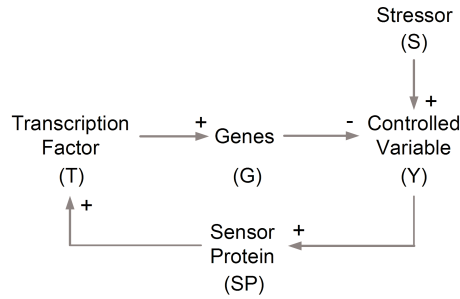 Stressor
(S)
+
Transcription
Factor
(T)
+
Genes
(G)
-
Controlled
Variable
(Y)
+
Sensor
Protein
(SP)
+